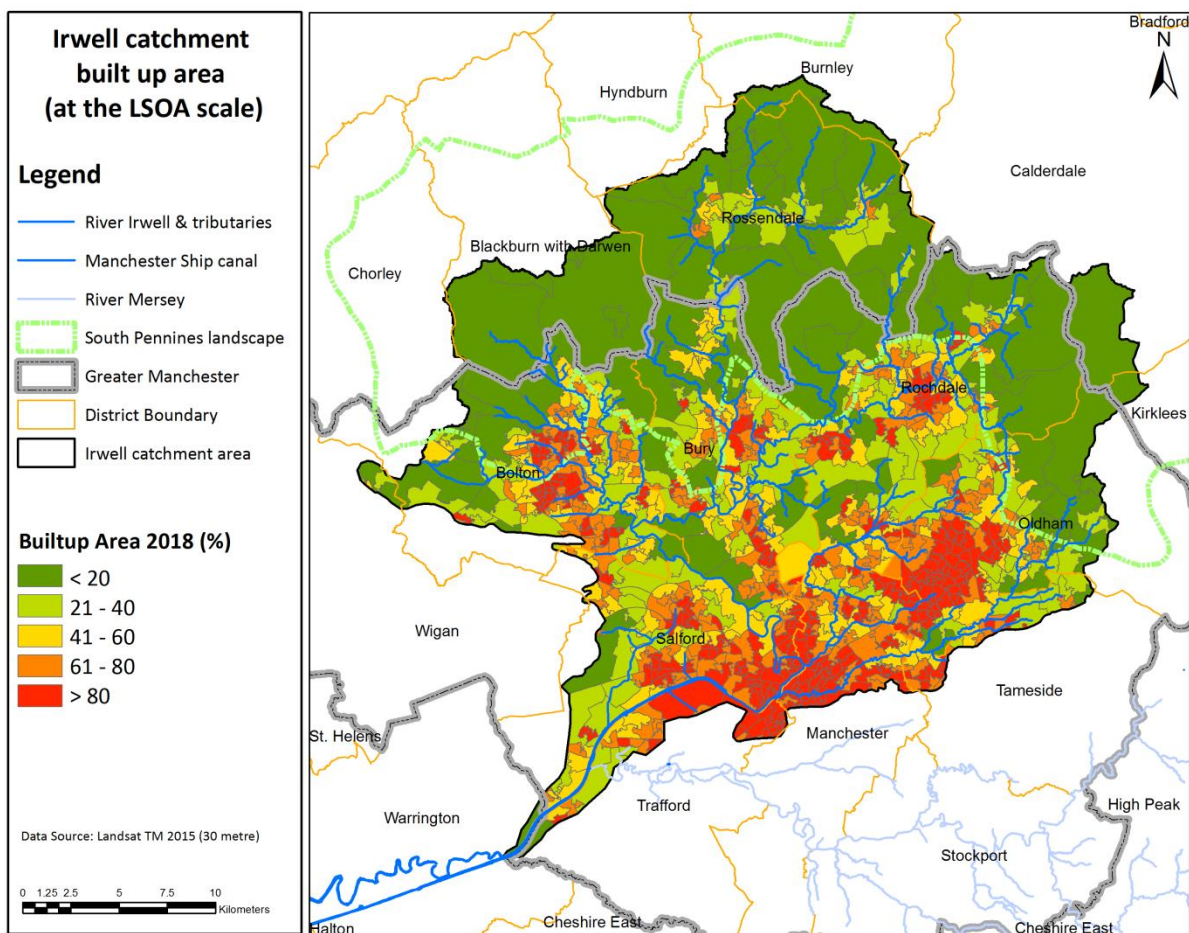 Irwell catchment
built up area
(at the LSOA scale)
Legend
River Irwell & tributaries
Manchester Ship canal
River Mersey
South Pennines landscape
Greater Manchester
District Boundary
Irwell catchment area
Builtup Area 2018 (%)
< 20
21 - 40
41 - 60
61 - 80
> 80
Data Source: Landsat TM 2015 (30 metre)
0 1.25 2.5 5 7.5 10
Kilometers
Bradford
N
Burnley
Hyndburn
Calderdale
Rossendale
Blackburn with Darwen
Chorley
Rochdale
Kirklees
Bury
Bolton
Oldham
Wigan
Salford
Tameside
St. Helens
Manchester
Trafford
High Peak
Warrington
Stockport
Cheshire East
Halton
Cheshire East